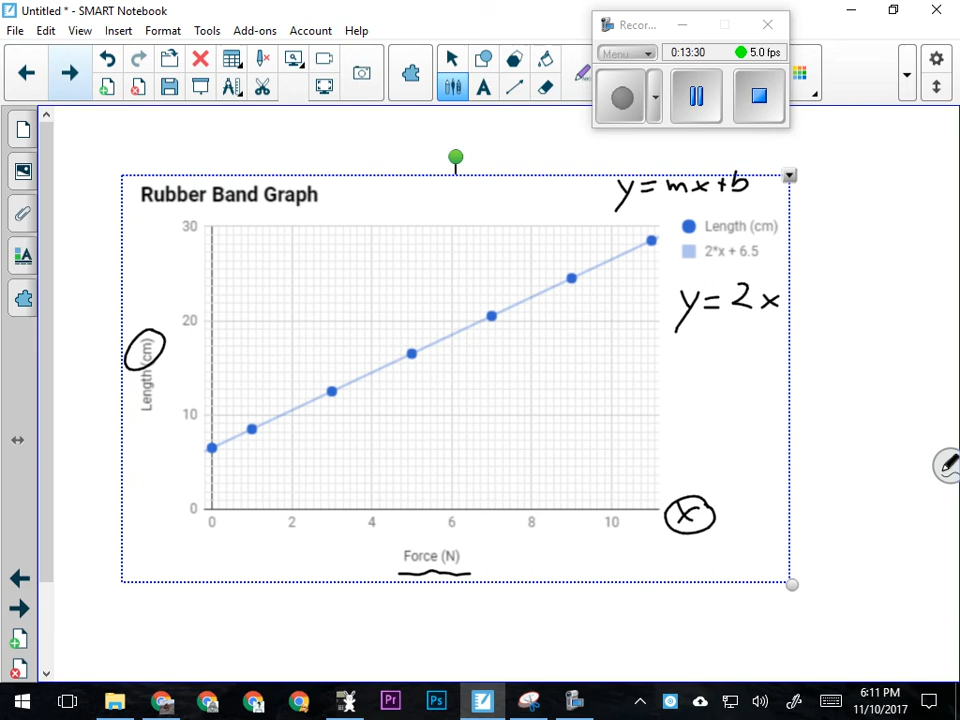 Untitled * - SMART Notebook
File Edit View Insert Format Tools Add-ons Account Help
Recor...
Menu
0:13:30
5.0 fps
Rubber Band Graph
y = mx + b
Length (cm)
2*x + 6.5
y = 2x
30
20
10
0
Length (cm)
0 2 4 6 8 10
x
Force (N)
Pr
Ps
6:11 PM
11/10/2017